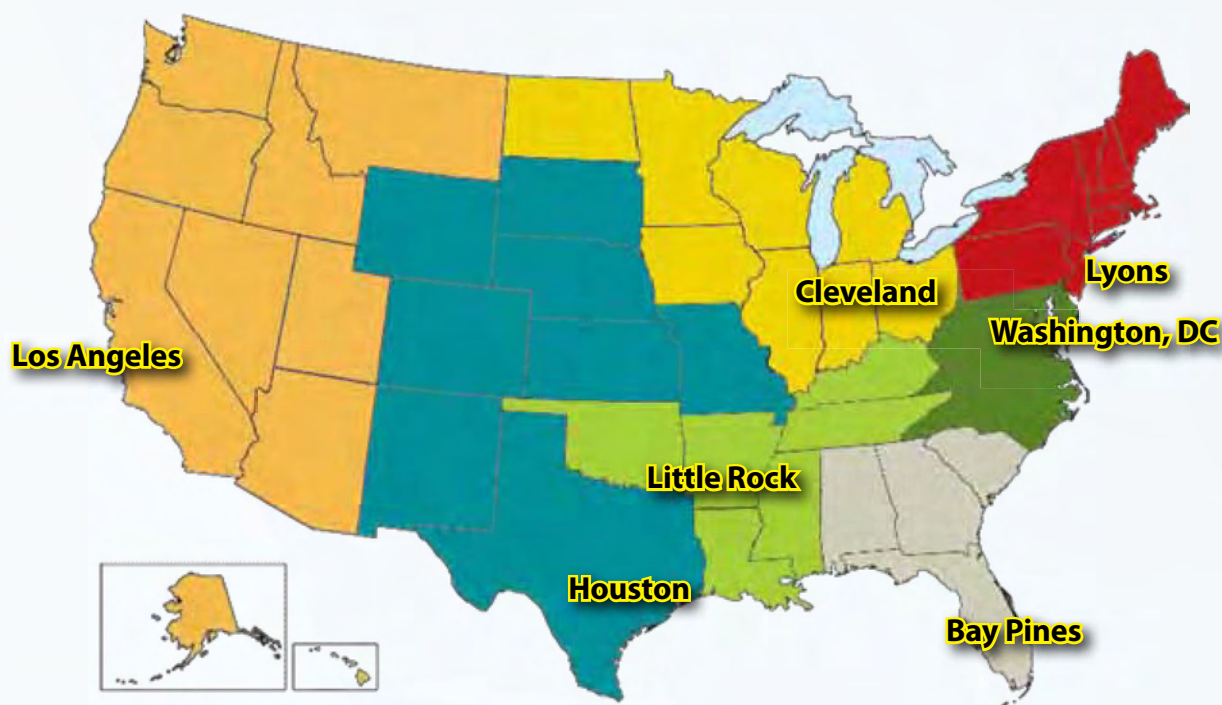 Lyons
Cleveland
Washington, DC
Los Angeles
Little Rock
Houston
Bay Pines